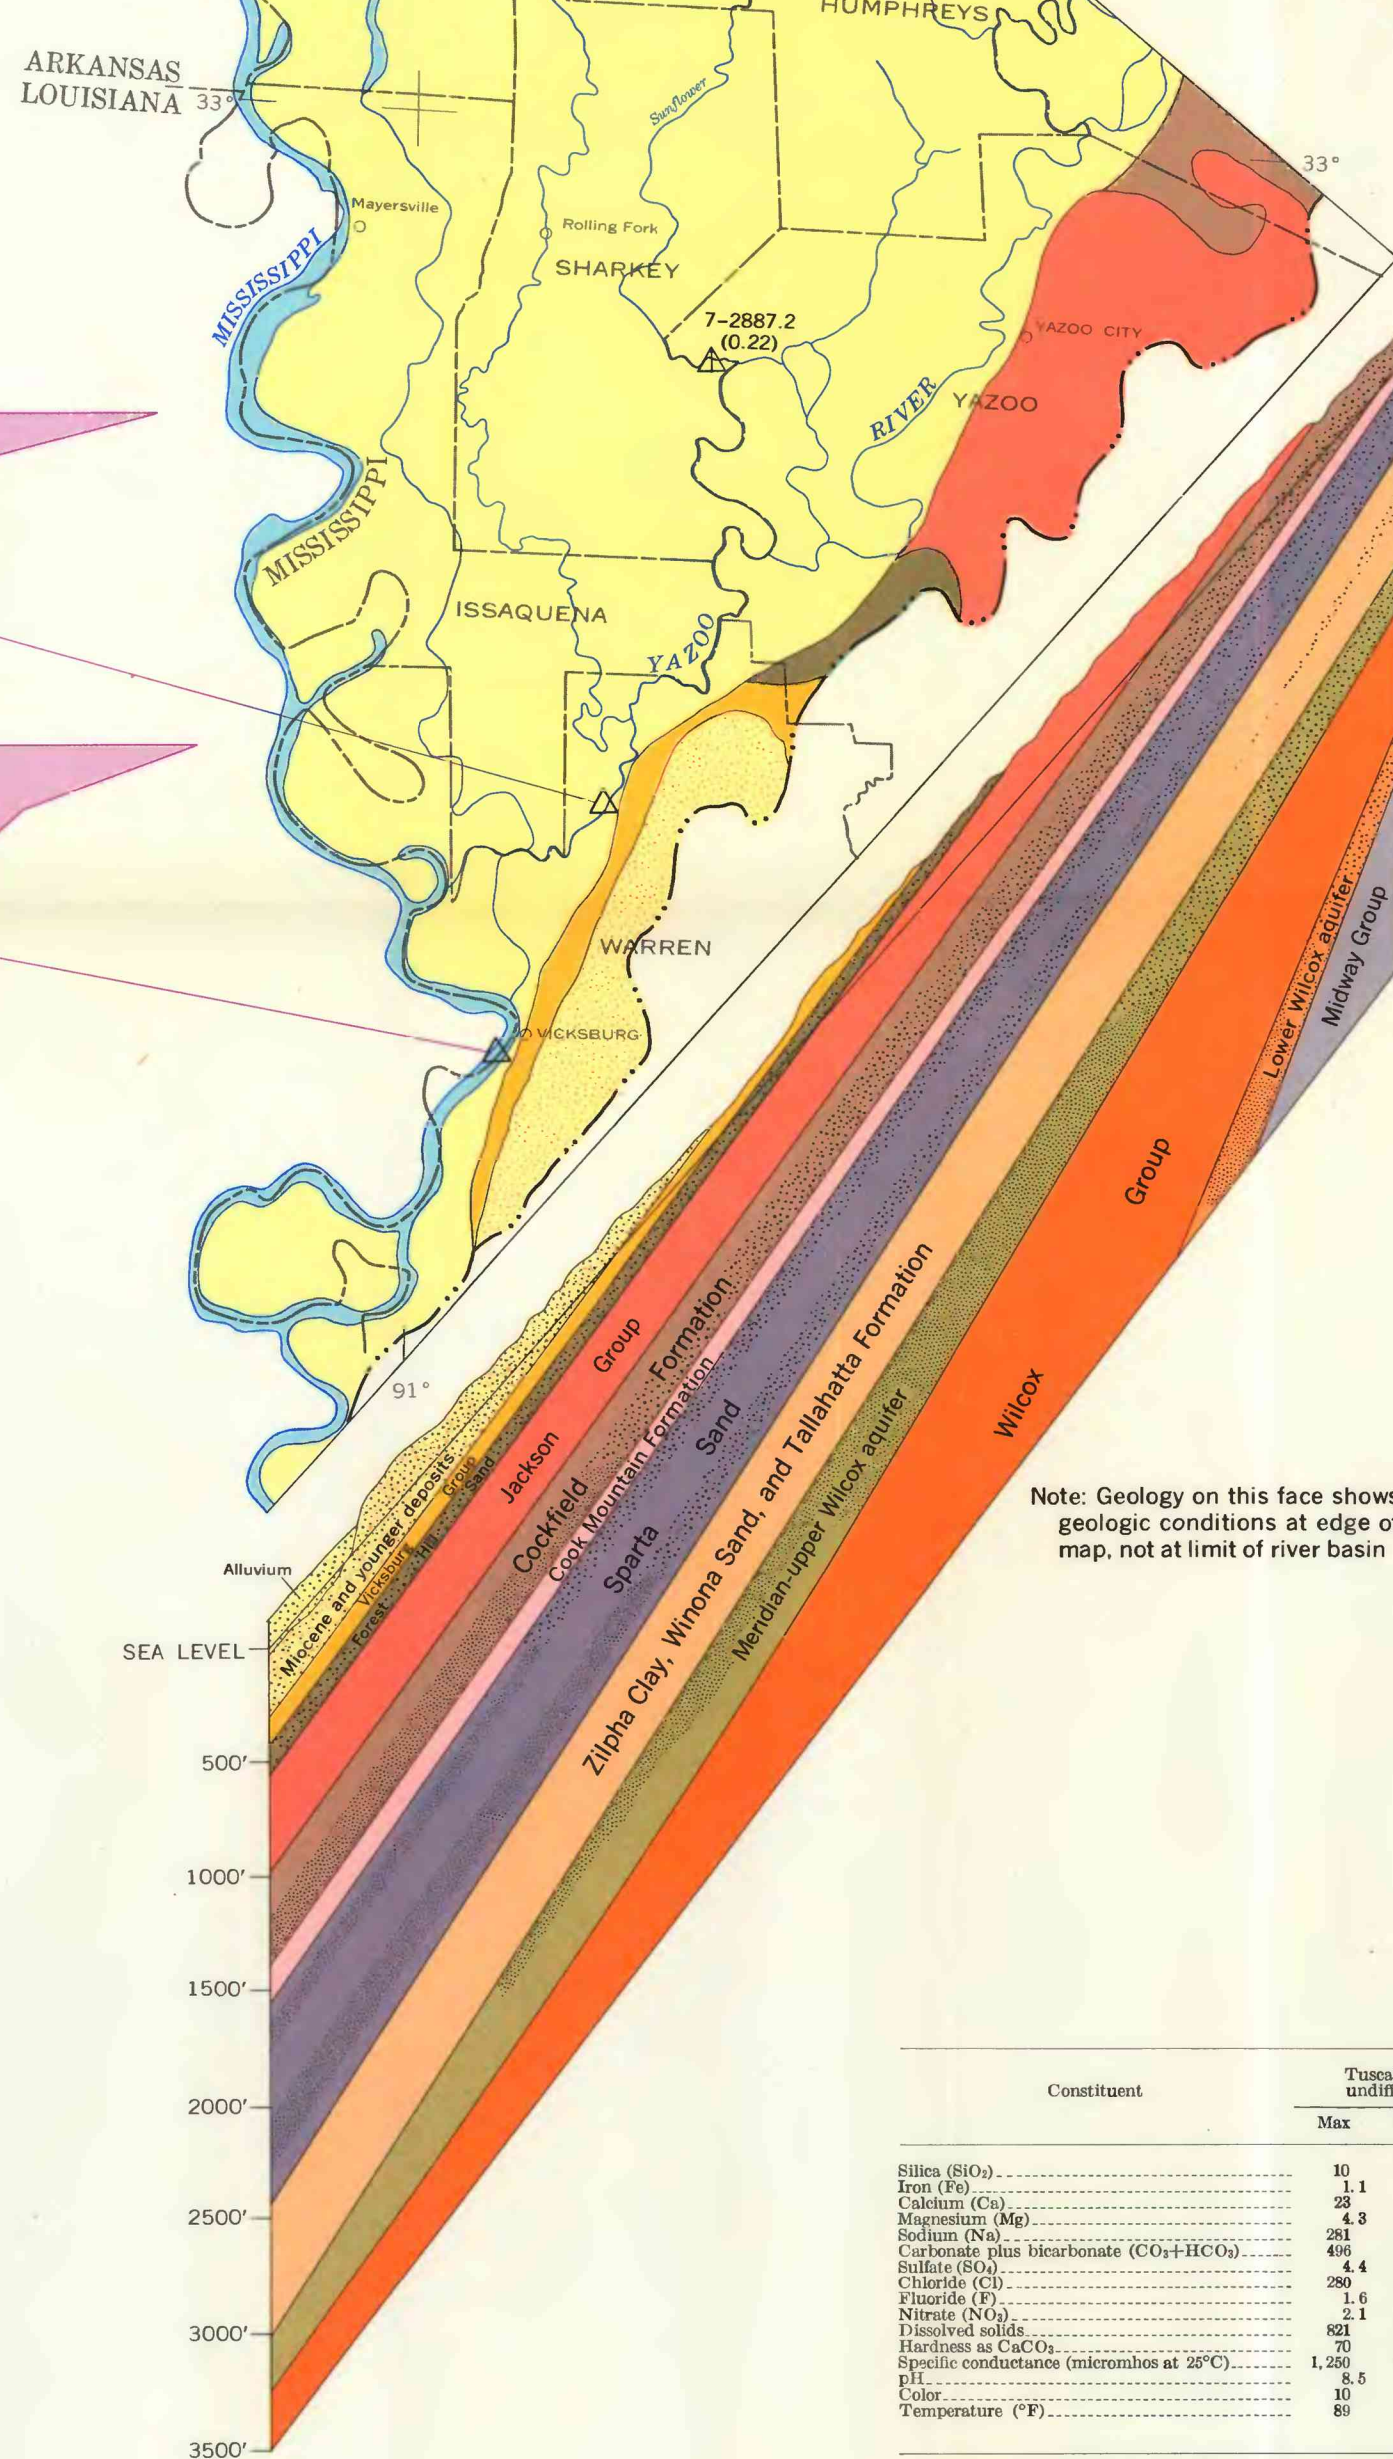 HUMPHREYS
ARKANSAS
LOUISIANA
33°
33°
Sunflower
Mayersville
Rolling Fork
SHARKEY
MISSISSIPPI
7-2887.2
(0.22)
YAZOO CITY
YAZOO
RIVER
MISSISSIPPI
ISSAQUENA
YAZOO
WARREN
VICKSBURG
Lower Wilcox aquifer
Midway Group
91°
Alluvium
Miocene and younger deposits
Vicksburg Group
Forest Hill Sand
Jackson Group
Cockfield Formation
Cook Mountain Formation
Sparta Sand
Zilpha Clay, Winona Sand, and Tallahatta Formation
Meridian-upper Wilcox aquifer
Wilcox Group
Note: Geology on this face shows
geologic conditions at edge of
map, not at limit of river basin
SEA LEVEL
500′
1000′
1500′
2000′
2500′
3000′
3500′
Constituent
Tusca
undiff
Max
Silica (SiO₂) 10
Iron (Fe) 1.1
Calcium (Ca) 23
Magnesium (Mg) 4.3
Sodium (Na) 281
Carbonate plus bicarbonate (CO₃+HCO₃) 496
Sulfate (SO₄) 4.4
Chloride (Cl) 280
Fluoride (F) 1.6
Nitrate (NO₃) 2.1
Dissolved solids 821
Hardness as CaCO₃ 70
Specific conductance (micromhos at 25°C) 1,250
pH 8.5
Color 10
Temperature (°F) 89